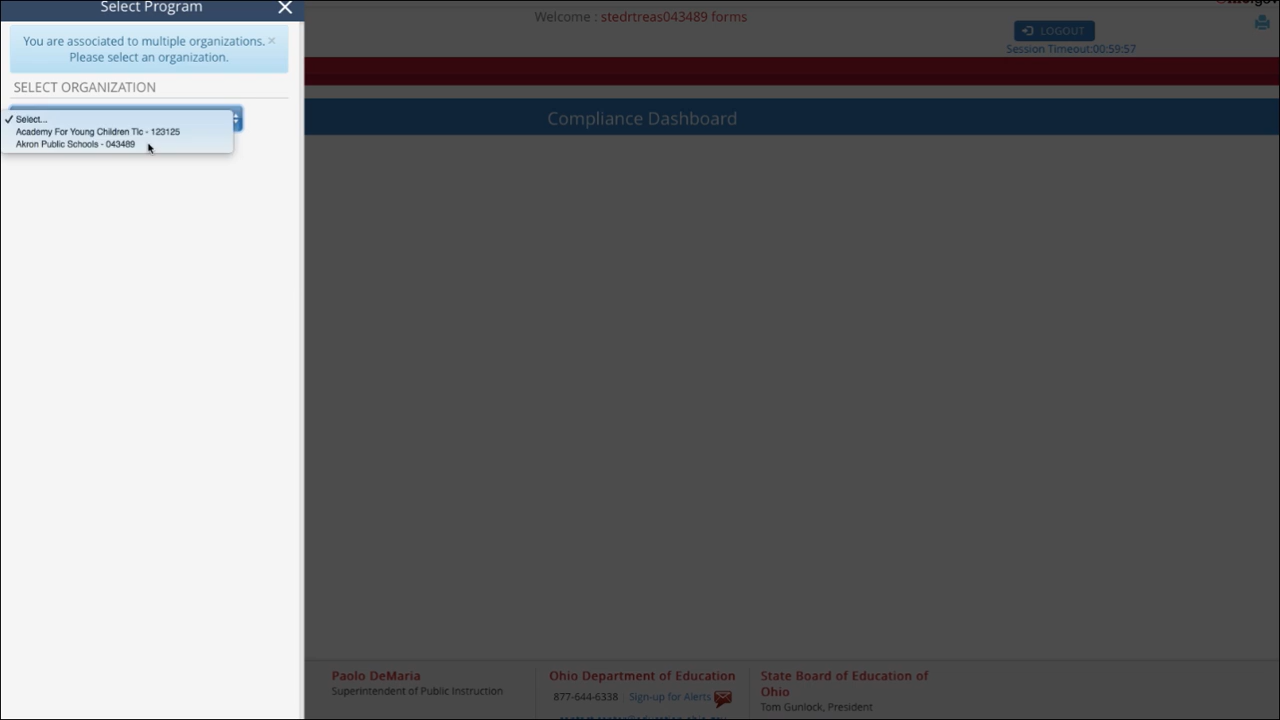 Select Program
You are associated to multiple organizations. ×
Please select an organization.
SELECT ORGANIZATION
✓ Select...
Academy For Young Children Tlc - 123125
Akron Public Schools - 043489
Welcome : stedrtreas043489 forms
LOGOUT
Session Timeout:00:59:57
Compliance Dashboard
Paolo DeMaria
Superintendent of Public Instruction
Ohio Department of Education
877-644-6338 | Sign-up for Alerts
State Board of Education of
Ohio
Tom Gunlock, President